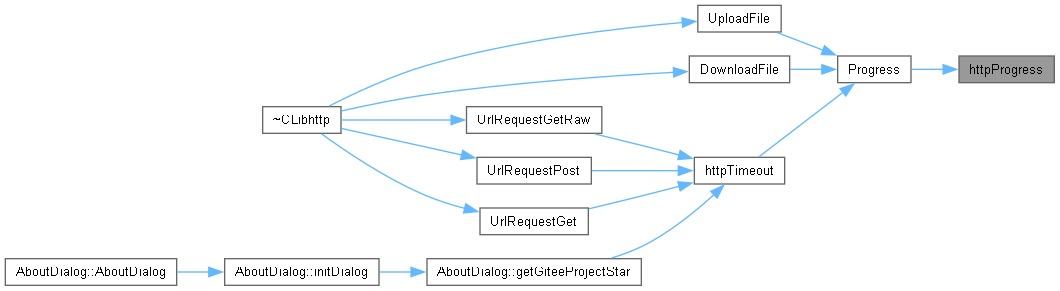 UploadFile
DownloadFile
Progress
httpProgress
~CLibhttp
UrlRequestGetRaw
UrlRequestPost
httpTimeout
UrlRequestGet
AboutDialog::AboutDialog
AboutDialog::initDialog
AboutDialog::getGiteeProjectStar